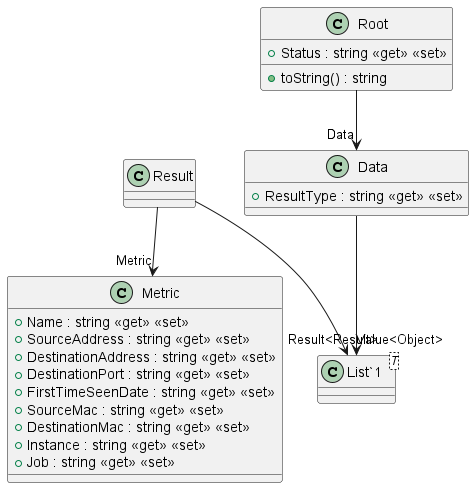 C Root
Status : string «get» «set»
toString() : string
Data
C Data
ResultType : string «get» «set»
C Result
Metric
C Metric
Name : string «get» «set»
SourceAddress : string «get» «set»
DestinationAddress : string «get» «set»
DestinationPort : string «get» «set»
FirstTimeSeenDate : string «get» «set»
SourceMac : string «get» «set»
DestinationMac : string «get» «set»
Instance : string «get» «set»
Job : string «get» «set»
Result<Result>
Value<Object>
C List`1
T